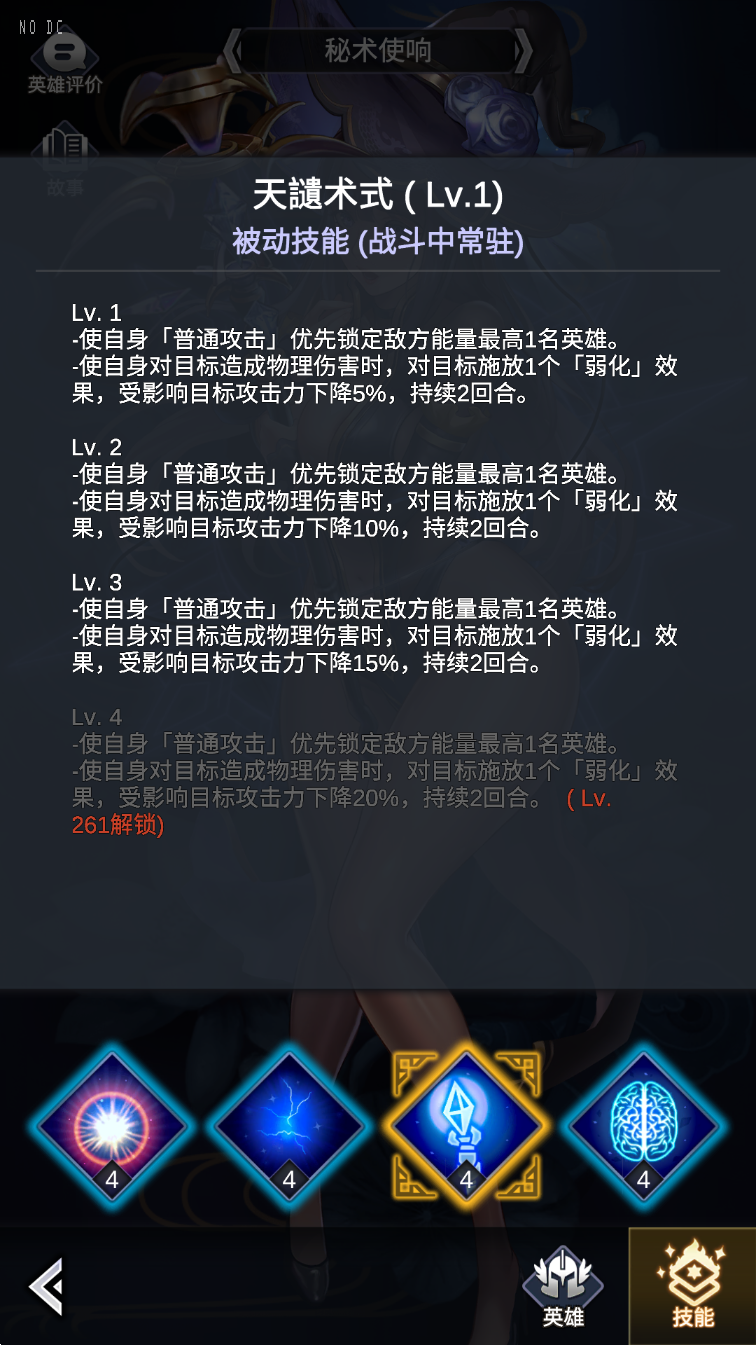 NO DC
秘术使响
英雄评价
故事
天譴术式 ( Lv.1)
被动技能 (战斗中常驻)
Lv. 1
-使自身「普通攻击」优先锁定敌方能量最高1名英雄。
-使自身对目标造成物理伤害时，对目标施放1个「弱化」效
果，受影响目标攻击力下降5%，持续2回合。
Lv. 2
-使自身「普通攻击」优先锁定敌方能量最高1名英雄。
-使自身对目标造成物理伤害时，对目标施放1个「弱化」效
果，受影响目标攻击力下降10%，持续2回合。
Lv. 3
-使自身「普通攻击」优先锁定敌方能量最高1名英雄。
-使自身对目标造成物理伤害时，对目标施放1个「弱化」效
果，受影响目标攻击力下降15%，持续2回合。
Lv. 4
-使自身「普通攻击」优先锁定敌方能量最高1名英雄。
-使自身对目标造成物理伤害时，对目标施放1个「弱化」效
果，受影响目标攻击力下降20%，持续2回合。 ( Lv.
261解锁)
4 4 4 4
英雄 技能